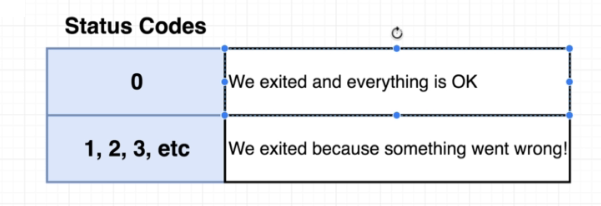 Status Codes
0
We exited and everything is OK
1, 2, 3, etc
We exited because something went wrong!